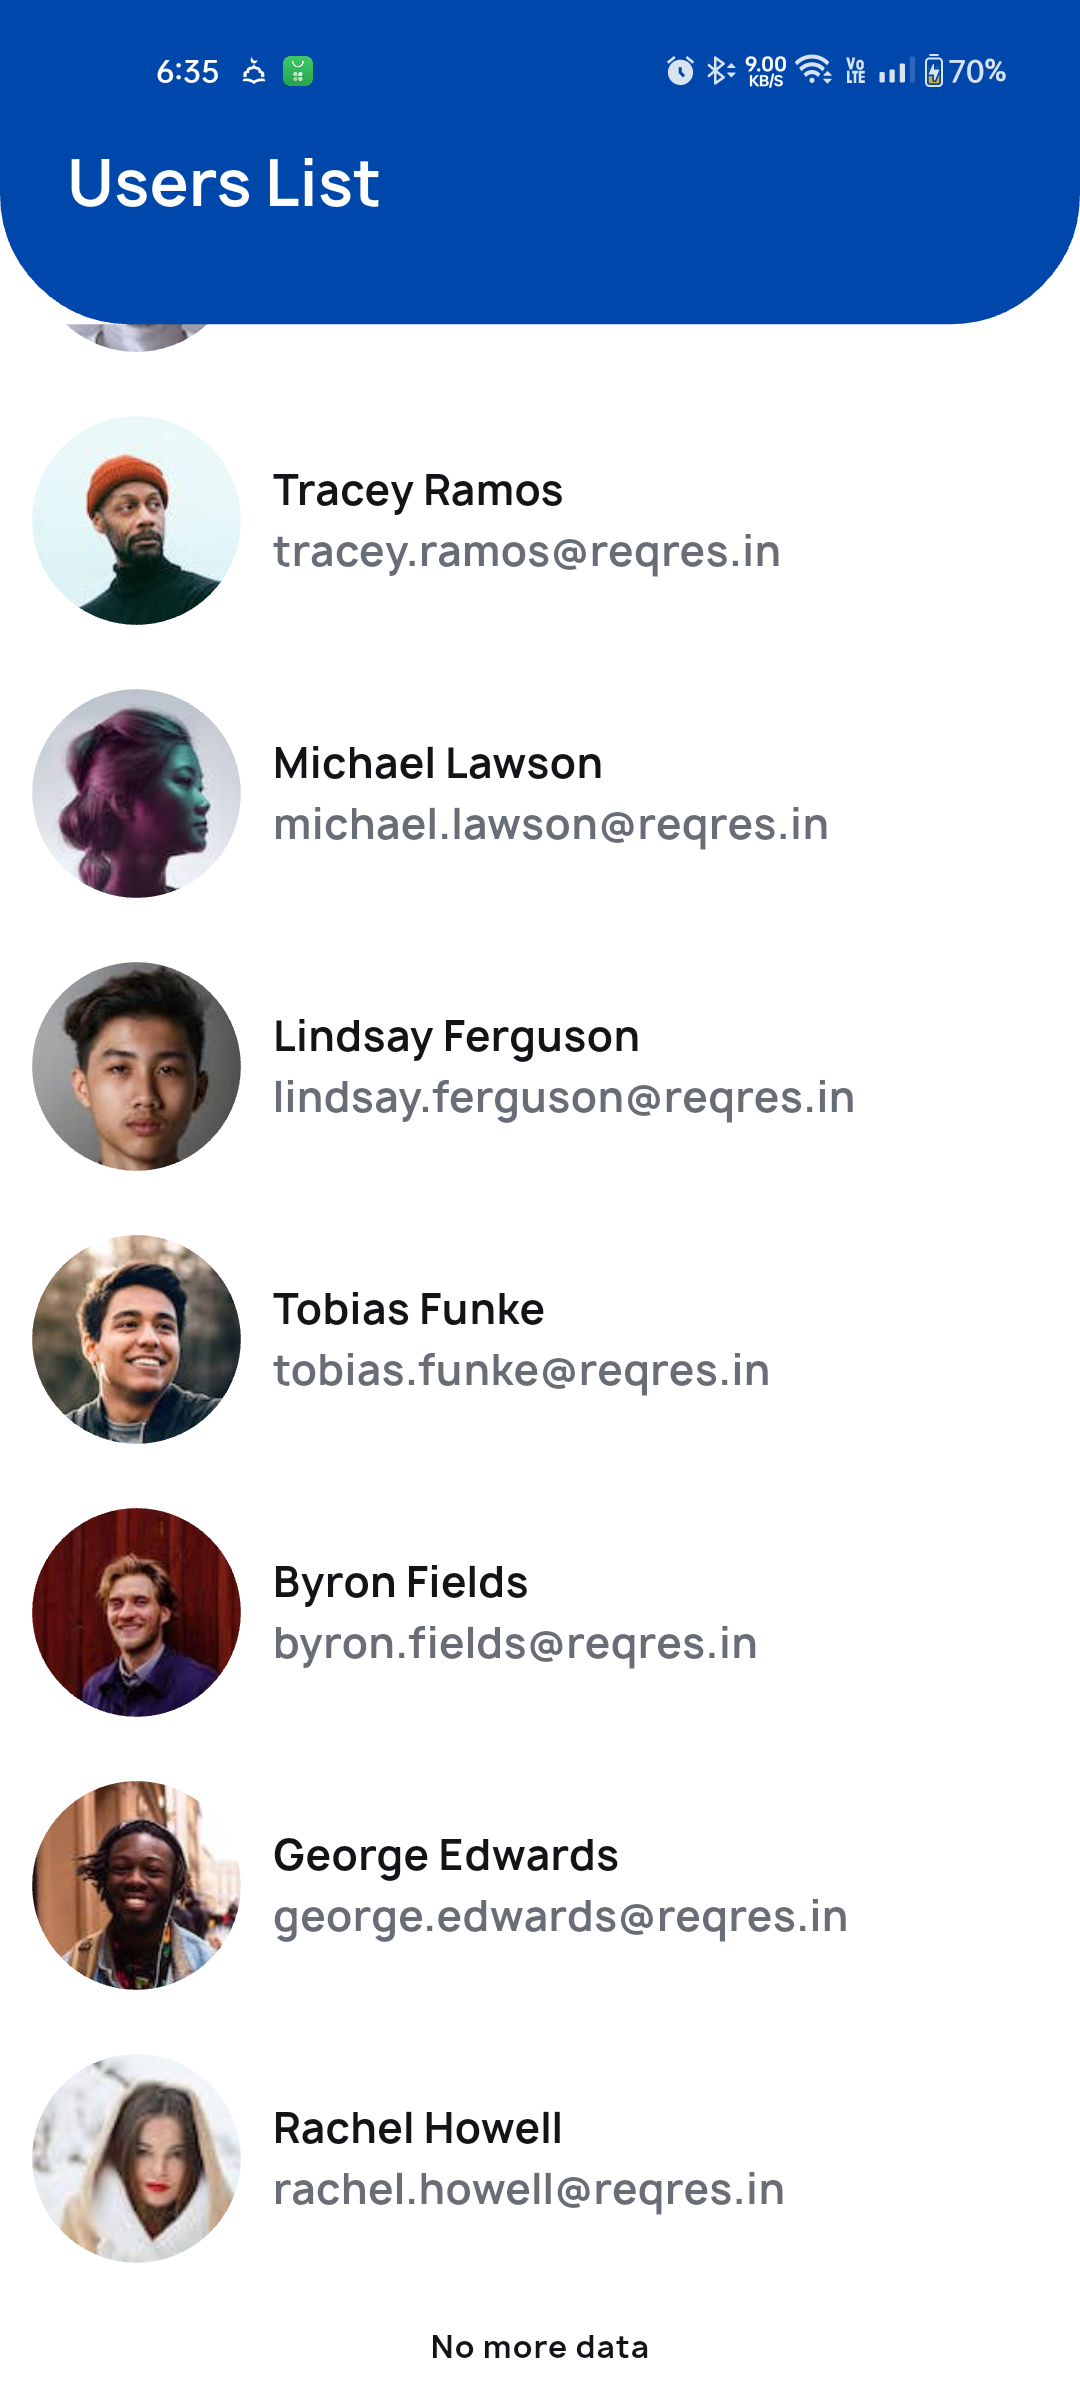 6:35
9.00
KB/S
Vo
LTE
70%
Users List
Tracey Ramos
tracey.ramos@reqres.in
Michael Lawson
michael.lawson@reqres.in
Lindsay Ferguson
lindsay.ferguson@reqres.in
Tobias Funke
tobias.funke@reqres.in
Byron Fields
byron.fields@reqres.in
George Edwards
george.edwards@reqres.in
Rachel Howell
rachel.howell@reqres.in
No more data